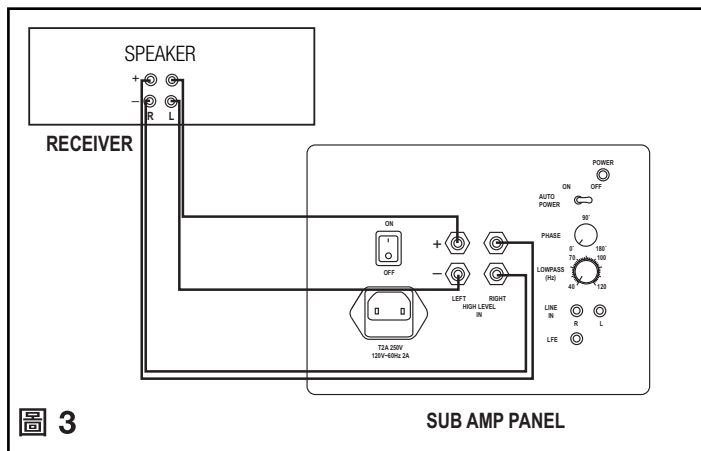 SPEAKER
+
–
R L
RECEIVER
POWER
ON OFF
AUTO
POWER
90˚
PHASE
0˚ 180˚
70 100
LOWPASS
(Hz)
40 120
ON
OFF
+
–
LEFT RIGHT
HIGH LEVEL
IN
LINE
IN
R L
LFE
T2A 250V
120V~60Hz 2A
圖 3
SUB AMP PANEL